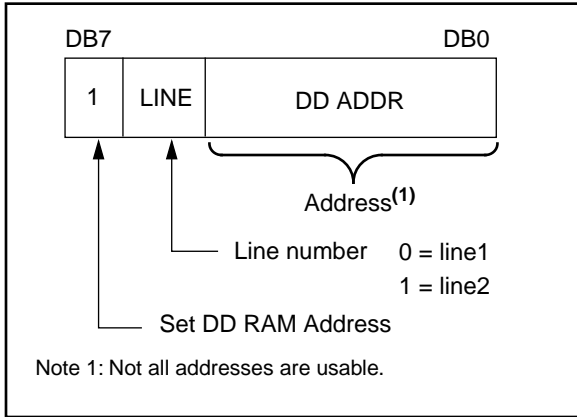 DB7 DB0
1 LINE DD ADDR
Address(1)
Line number 0 = line1
1 = line2
Set DD RAM Address
Note 1: Not all addresses are usable.